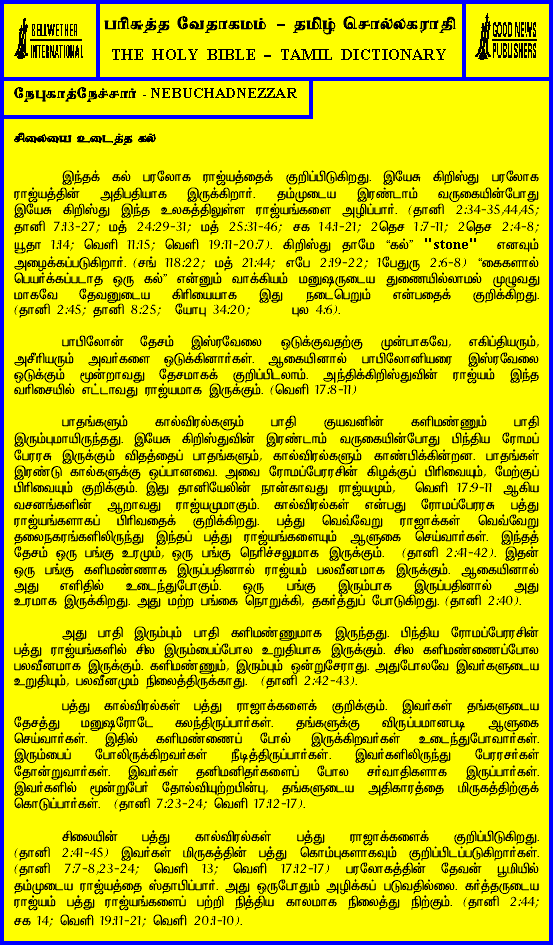 BELLWETHER
INTERNATIONAL
பரிசுத்த வேதாகமம் – தமிழ் சொல்லகராதி
THE HOLY BIBLE – TAMIL DICTIONARY
GOOD NEWS
PUBLISHERS
நேபுகாத்நேச்சார் - NEBUCHADNEZZAR
சிலையை உடைத்த கல்
இந்தக் கல் பரலோக ராஜ்யத்தைக் குறிப்பிடுகிறது. இயேசு கிறிஸ்து பரலோக
ராஜ்யத்தின் அதிபதியாக இருக்கிறார். தம்முடைய இரண்டாம் வருகையின்போது
இயேசு கிறிஸ்து இந்த உலகத்திலுள்ள ராஜ்யங்களை அழிப்பார். (தானி 2:34-35,44,45;
தானி 7:13-27; மத் 24:29-31; மத் 25:31-46; சக 14:1-21; 2தெச 1:7-11; 2தெச 2:4-8;
யூதா 1:14; வெளி 11:15; வெளி 19:11-20:7). கிறிஸ்து தாமே “கல்” "stone" எனவும்
அழைக்கப்படுகிறார். (சங் 118:22; மத் 21:44; எபே 2:19-22; 1பேதுரு 2:6-8) “கைகளால்
பெயர்க்கப்படாத ஒரு கல்” என்னும் வாக்கியம் மனுஷருடைய துணையில்லாமல் முழுவது
மாகவே தேவனுடைய கிரியையாக இது நடைபெறும் என்பதைக் குறிக்கிறது.
(தானி 2:45; தானி 8:25; யோபு 34:20; புல 4:6).
பாபிலோன் தேசம் இஸ்ரவேலை ஒடுக்குவதற்கு முன்பாகவே, எகிப்தியரும்,
அசீரியரும் அவர்களை ஒடுக்கினார்கள். ஆகையினால் பாபிலோனியரை இஸ்ரவேலை
ஒடுக்கும் மூன்றாவது தேசமாகக் குறிப்பிடலாம். அந்திக்கிறிஸ்துவின் ராஜ்யம் இந்த
வரிசையில் எட்டாவது ராஜ்யமாக இருக்கும். (வெளி 17:8-11)
பாதங்களும் கால்விரல்களும் பாதி குயவனின் களிமண்ணும் பாதி
இரும்புமாயிருந்தது. இயேசு கிறிஸ்துவின் இரண்டாம் வருகையின்போது பிந்திய ரோமப்
பேரரசு இருக்கும் விதத்தைப் பாதங்களும், கால்விரல்களும் காண்பிக்கின்றன. பாதங்கள்
இரண்டு கால்களுக்கு ஒப்பானவை. அவை ரோமப்பேரரசின் கிழக்குப் பிரிவையும், மேற்குப்
பிரிவையும் குறிக்கும். இது தானியேலின் நான்காவது ராஜ்யமும், வெளி 17:9-11 ஆகிய
வசனங்களின் ஆறாவது ராஜ்யமுமாகும். கால்விரல்கள் என்பது ரோமப்பேரரசு பத்து
ராஜ்யங்களாகப் பிரிவதைக் குறிக்கிறது. பத்து வெவ்வேறு ராஜாக்கள் வெவ்வேறு
தலைநகரங்களிலிருந்து இந்தப் பத்து ராஜ்யங்களையும் ஆளுகை செய்வார்கள். இந்தத்
தேசம் ஒரு பங்கு உரமும், ஒரு பங்கு நெரிச்சலுமாக இருக்கும். (தானி 2:41-42). இதன்
ஒரு பங்கு களிமண்ணாக இருப்பதினால் ராஜ்யம் பலவீனமாக இருக்கும். ஆகையினால்
அது எளிதில் உடைந்துபோகும். ஒரு பங்கு இரும்பாக இருப்பதினால் அது
உரமாக இருக்கிறது. அது மற்ற பங்கை நொறுக்கி, தகர்த்துப் போடுகிறது. (தானி 2:40).
அது பாதி இரும்பும் பாதி களிமண்ணுமாக இருந்தது. பிந்திய ரோமப்பேரரசின்
பத்து ராஜ்யங்களில் சில இரும்பைப்போல உறுதியாக இருக்கும். சில களிமண்ணைப்போல
பலவீனமாக இருக்கும். களிமண்ணும், இரும்பும் ஒன்றுசேராது. அதுபோலவே இவர்களுடைய
உறுதியும், பலவீனமும் நிலைத்திருக்காது. (தானி 2:42-43).
பத்து கால்விரல்கள் பத்து ராஜாக்களைக் குறிக்கும். இவர்கள் தங்களுடைய
தேசத்து மனுஷரோடே கலந்திருப்பார்கள். தங்களுக்கு விருப்பமானபடி ஆளுகை
செய்வார்கள். இதில் களிமண்ணைப் போல் இருக்கிறவர்கள் உடைந்துபோவார்கள்.
இரும்பைப் போலிருக்கிறவர்கள் நீடித்திருப்பார்கள். இவர்களிலிருந்து பேரரசர்கள்
தோன்றுவார்கள். இவர்கள் தனிமனிதர்களைப் போல சர்வாதிகளாக இருப்பார்கள்.
இவர்களில் மூன்றுபேர் தோல்வியுற்றபின்பு, தங்களுடைய அதிகாரத்தை மிருகத்திற்குக்
கொடுப்பார்கள். (தானி 7:23-24; வெளி 17:12-17).
சிலையின் பத்து கால்விரல்கள் பத்து ராஜாக்களைக் குறிப்பிடுகிறது.
(தானி 2:41-45) இவர்கள் மிருகத்தின் பத்து கொம்புகளாகவும் குறிப்பிடப்படுகிறார்கள்.
(தானி 7:7-8,23-24; வெளி 13; வெளி 17:12-17) பரலோகத்தின் தேவன் பூமியில்
தம்முடைய ராஜ்யத்தை ஸ்தாபிப்பார். அது ஒருபோதும் அழிக்கப் படுவதில்லை. கர்த்தருடைய
ராஜ்யம் பத்து ராஜ்யங்களைப் பற்றி நித்திய காலமாக நிலைத்து நிற்கும். (தானி 2:44;
சக 14; வெளி 19:11-21; வெளி 20:1-10).